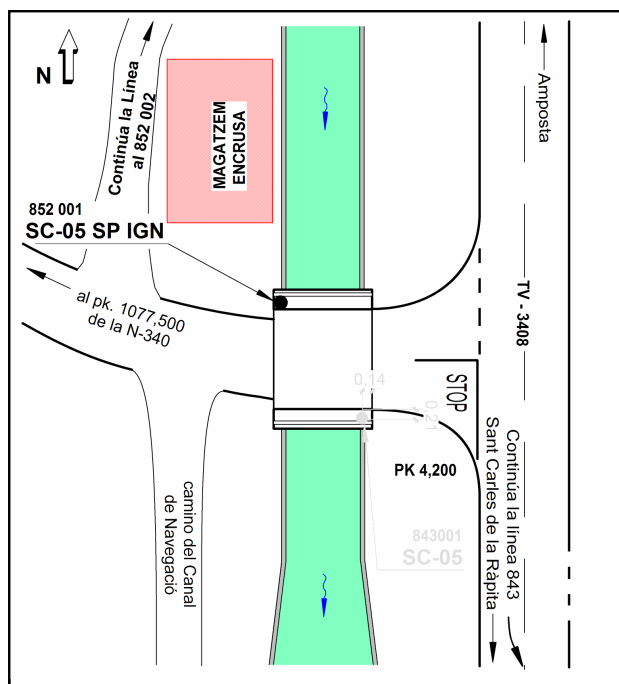 N
Continúa la Línea
al 852 002
MAGATZEM
ENCRUSA
Amposta
852 001
SC-05 SP IGN
al pk. 1077,500
de la N-340
TV - 3408
0,14
0,21
STOP
PK 4,200
Continúa la línea 843
Sant Carles de la Ràpita
843001
SC-05
camino del Canal
de Navegació